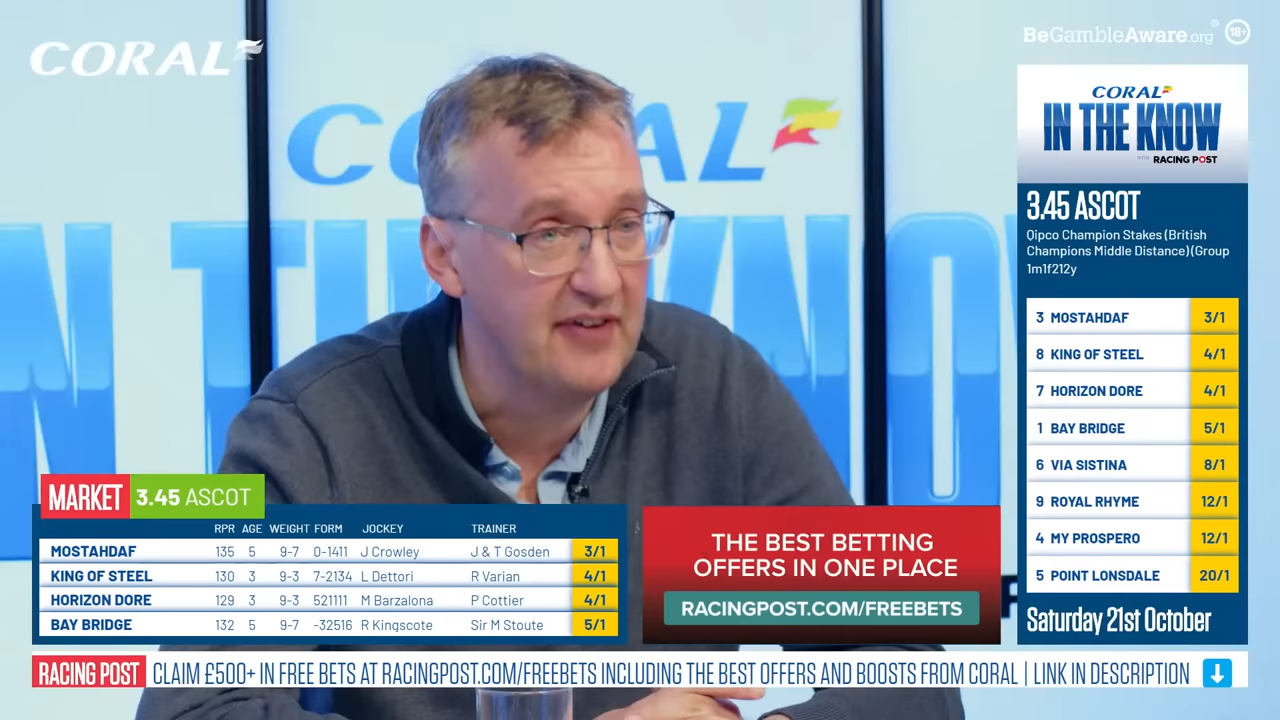 CORAL
BeGambleAware.org® 18+
CORAL
IN THE KNOW
WITH RACING POST
3.45 ASCOT
Qipco Champion Stakes (British
Champions Middle Distance)(Group
1m1f212y
3 MOSTAHDAF 3/1
8 KING OF STEEL 4/1
7 HORIZON DORE 4/1
1 BAY BRIDGE 5/1
6 VIA SISTINA 8/1
9 ROYAL RHYME 12/1
4 MY PROSPERO 12/1
5 POINT LONSDALE 20/1
Saturday 21st October
CORAL
IN THE KNOW
MARKET 3.45 ASCOT
RPR AGE WEIGHT FORM JOCKEY TRAINER
MOSTAHDAF 135 5 9-7 0-1411 J Crowley J & T Gosden 3/1
KING OF STEEL 130 3 9-3 7-2134 L Dettori R Varian 4/1
HORIZON DORE 129 3 9-3 521111 M Barzalona P Cottier 4/1
BAY BRIDGE 132 5 9-7 -32516 R Kingscote Sir M Stoute 5/1
THE BEST BETTING
OFFERS IN ONE PLACE
RACINGPOST.COM/FREEBETS
RACING POST CLAIM £500+ IN FREE BETS AT RACINGPOST.COM/FREEBETS INCLUDING THE BEST OFFERS AND BOOSTS FROM CORAL | LINK IN DESCRIPTION